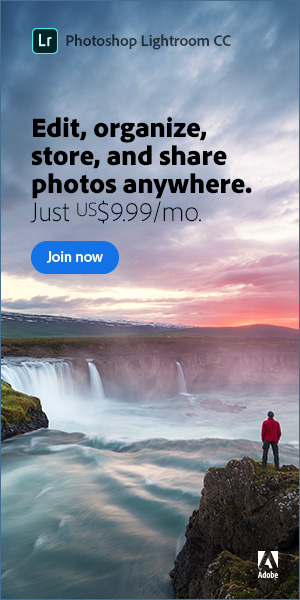 Lr Photoshop Lightroom CC
Edit, organize,
store, and share
photos anywhere.
Just US$9.99/mo.
Join now
Adobe